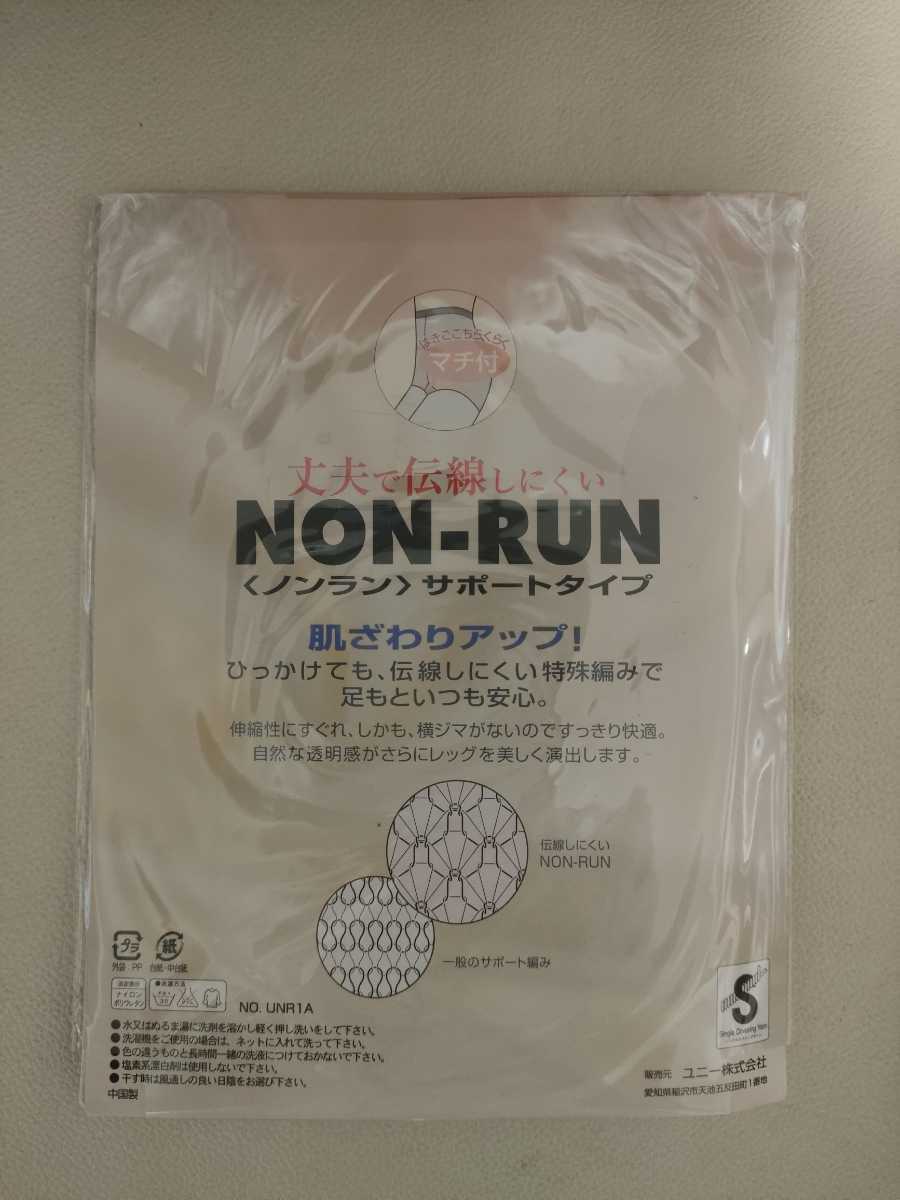 はきごこちらくらく
マチ付
丈夫で伝線しにくい
NON-RUN
〈ノンラン〉サポートタイプ
肌ざわりアップ!
ひっかけても、伝線しにくい特殊編みで
足もといつも安心。
伸縮性にすぐれ、しかも、横ジマがないのですっきり快適。
自然な透明感がさらにレッグを美しく演出します。
伝線しにくい
NON-RUN
一般のサポート編み
プラ
外袋 PP
紙
台紙・中台紙
ナイロン
ポリウレタン
NO. UNR1A
●水又はぬるま湯に洗剤を溶かし軽く押し洗いをして下さい。
●洗濯機をご使用の場合は、ネットに入れて洗って下さい。
●色の違うものと長時間一緒の洗液につけておかないで下さい。
●塩素系漂白剤は使用しないで下さい。
●干す時は風通しの良い日陰をお選び下さい。
中国製
S
Single Covering Yarn
販売元 ユニー株式会社
愛知県稲沢市天池五反田町1番地